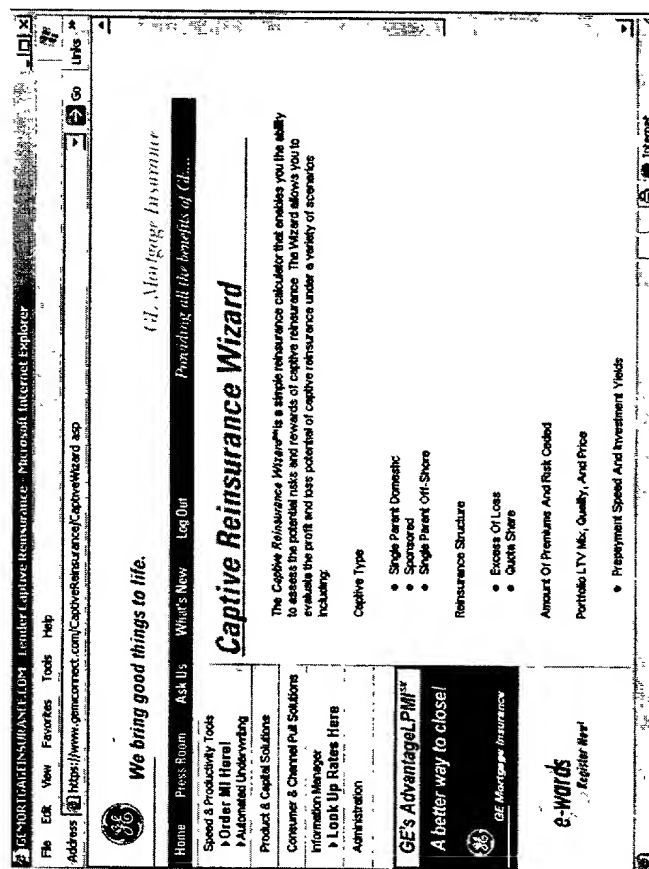 GEMORTGAGEINSURANCE.COM Lender Captive Reinsurance - Microsoft Internet Explorer
File Edit View Favorites Tools Help
Address https://www.gemconnect.com/CaptiveReinsurance/CaptiveWizard asp Go Links »
We bring good things to life.
GE Mortgage Insurance
Home Press Room Ask Us What's New Log Out Providing all the benefits of GE...
Speed & Productivity Tools
Order MI Here!
Automated Underwriting
Product & Capital Solutions
Consumer & Channel Pull Solutions
Information Manager
Look Up Rates Here
Administration
GE's AdvantageLPMI SM
A better way to close!
GE Mortgage Insurance
e-wards
Register Now!
Captive Reinsurance Wizard
The Captive Reinsurance Wizard is a simple reinsurance calculator that enables you the ability
to assess the potential risks and rewards of captive reinsurance The Wizard allows you to
evaluate the profit and loss potential of captive reinsurance under a variety of scenarios
including:
Captive Type
• Single Parent Domestic
• Sponsored
• Single Parent Off-Shore
Reinsurance Structure
• Excess Of Loss
• Quota Share
Amount Of Premiums And Risk Ceded
Portfolio LTV Mix, Quality, And Price
• Prepayment Speed And Investment Yields
Internet